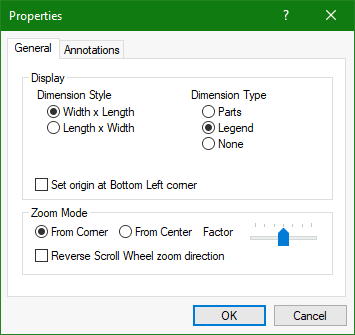 Properties
?
General Annotations
Display
Dimension Style Dimension Type
Width x Length Parts
Length x Width Legend
None
Set origin at Bottom Left corner
Zoom Mode
From Corner From Center Factor
Reverse Scroll Wheel zoom direction
OK Cancel